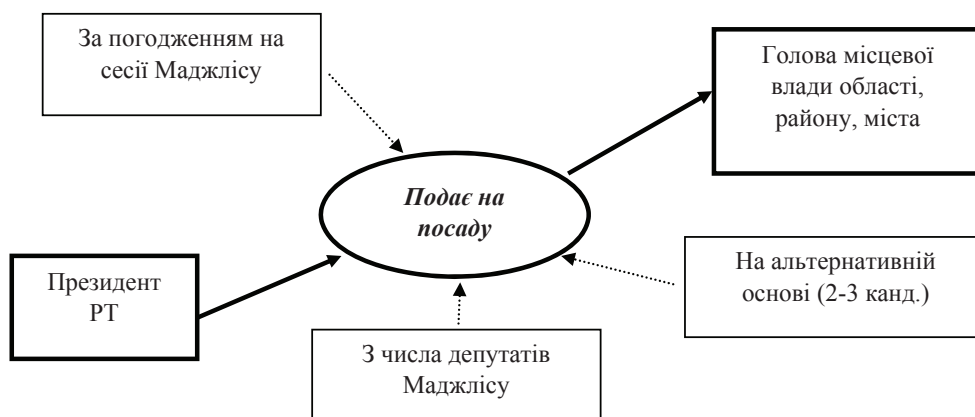 За погодженням на
сесії Маджлісу
Голова місцевої
влади області,
району, міста
Подає на
посаду
Президент
РТ
На альтернативній
основі (2-3 канд.)
З числа депутатів
Маджлісу